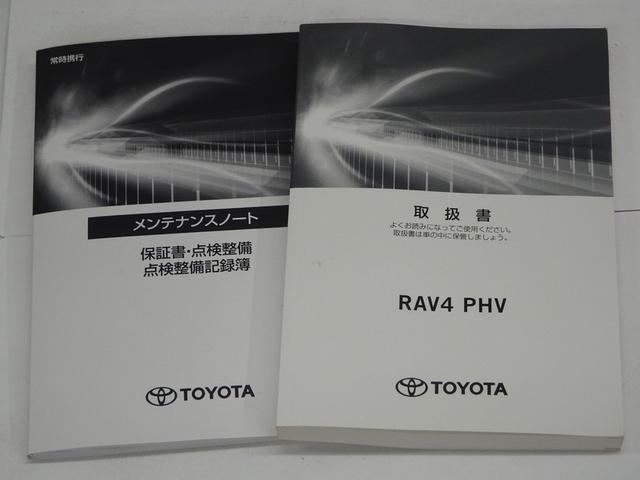 常時携行
メンテナンスノート
保証書・点検整備
点検整備記録簿
TOYOTA
取扱書
よくお読みになってご使用ください。
取扱書は車の中に保管しましょう。
RAV4 PHV
TOYOTA